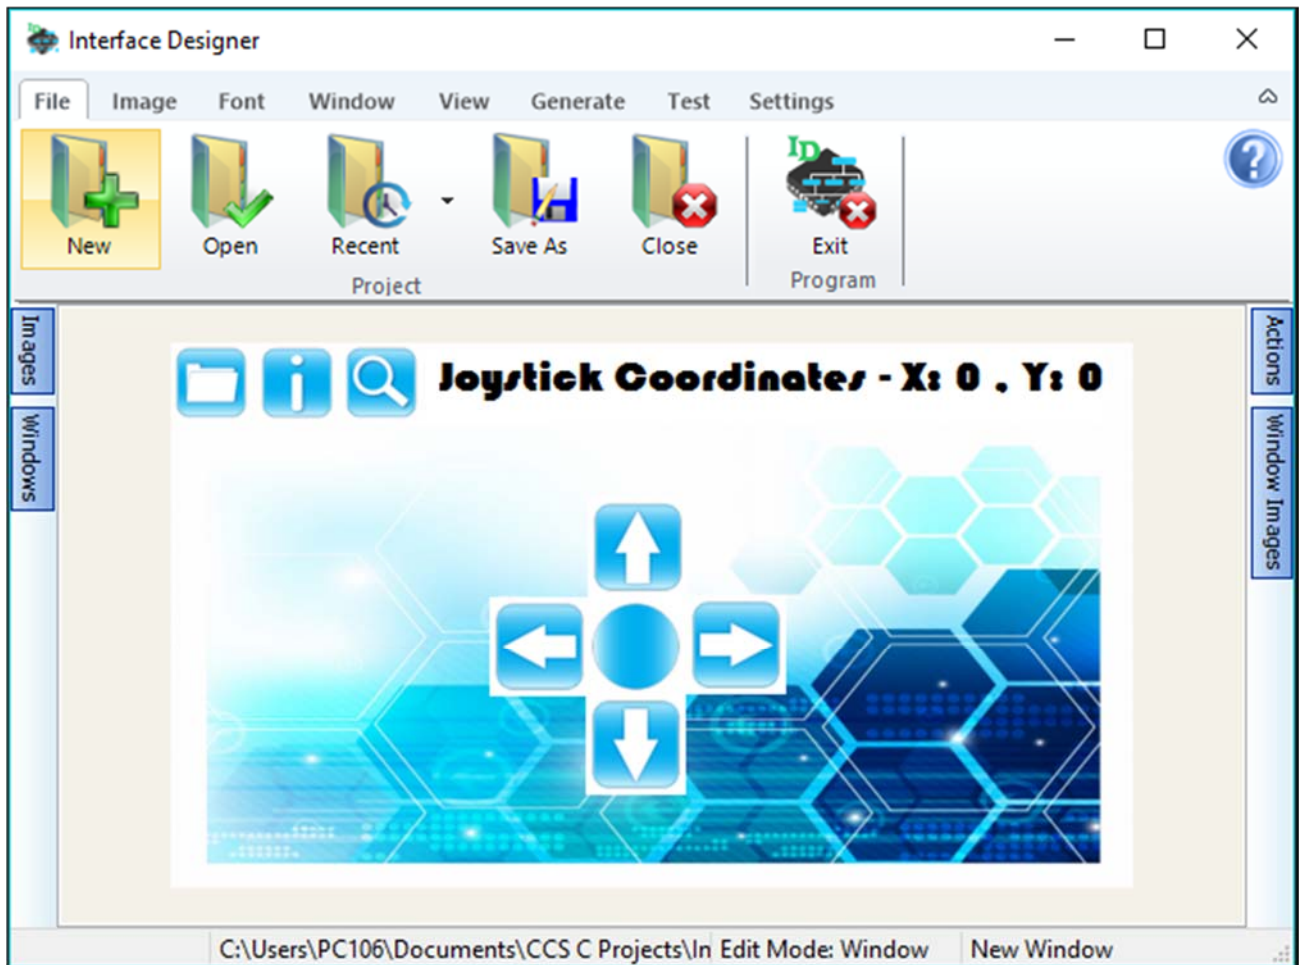 Interface Designer
File Image Font Window View Generate Test Settings
ID
New Open Recent Save As Close Exit
Project Program
Images
Windows
Joystick Coordinates - X: 0 , Y: 0
Actions
Window Images
C:\Users\PC106\Documents\CCS C Projects\In Edit Mode: Window New Window